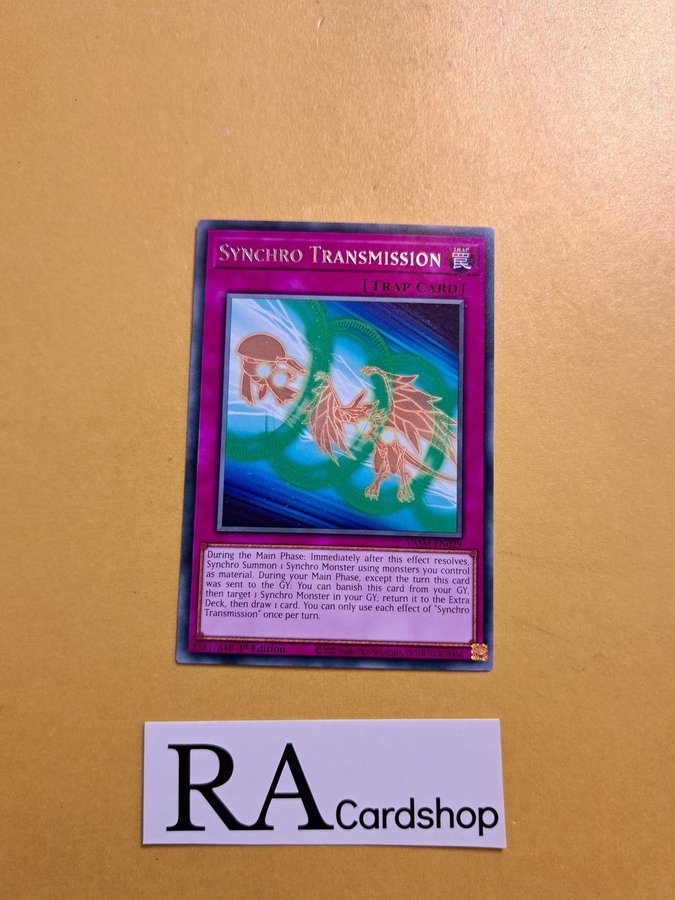 Synchro Transmission
TRAP
罠
[Trap Card]
During the Main Phase: Immediately after this effect resolves,
Synchro Summon 1 Synchro Monster using monsters you control
as material. During your Main Phase, except the turn this card
was sent to the GY: You can banish this card from your GY,
then target 1 Synchro Monster in your GY; return it to the Extra
Deck, then draw 1 card. You can only use each effect of "Synchro
Transmission" once per turn.
1st Edition
RA Cardshop